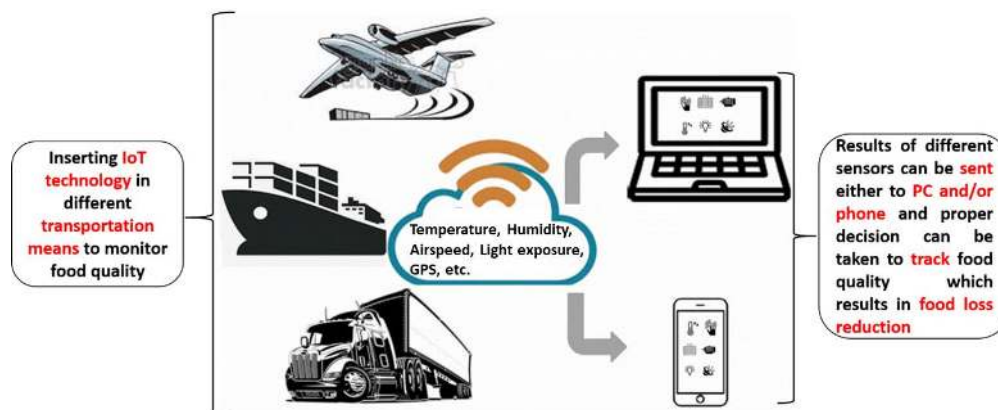 Inserting IoT
technology in
different
transportation
means to monitor
food quality
Temperature, Humidity,
Airspeed, Light exposure,
GPS, etc.
Results of different
sensors can be sent
either to PC and/or
phone and proper
decision can be
taken to track food
quality which
results in food loss
reduction